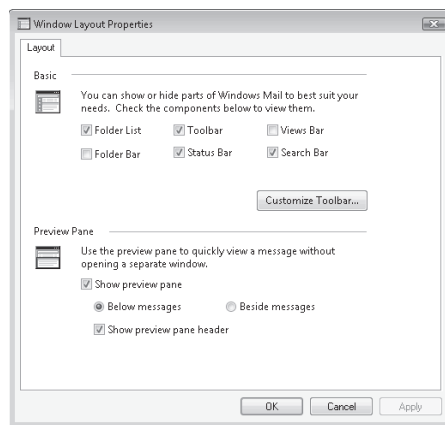 Window Layout Properties
Layout
Basic
You can show or hide parts of Windows Mail to best suit your
needs. Check the components below to view them.
Folder List Toolbar Views Bar
Folder Bar Status Bar Search Bar
Customize Toolbar...
Preview Pane
Use the preview pane to quickly view a message without
opening a separate window.
Show preview pane
Below messages Beside messages
Show preview pane header
OK Cancel Apply